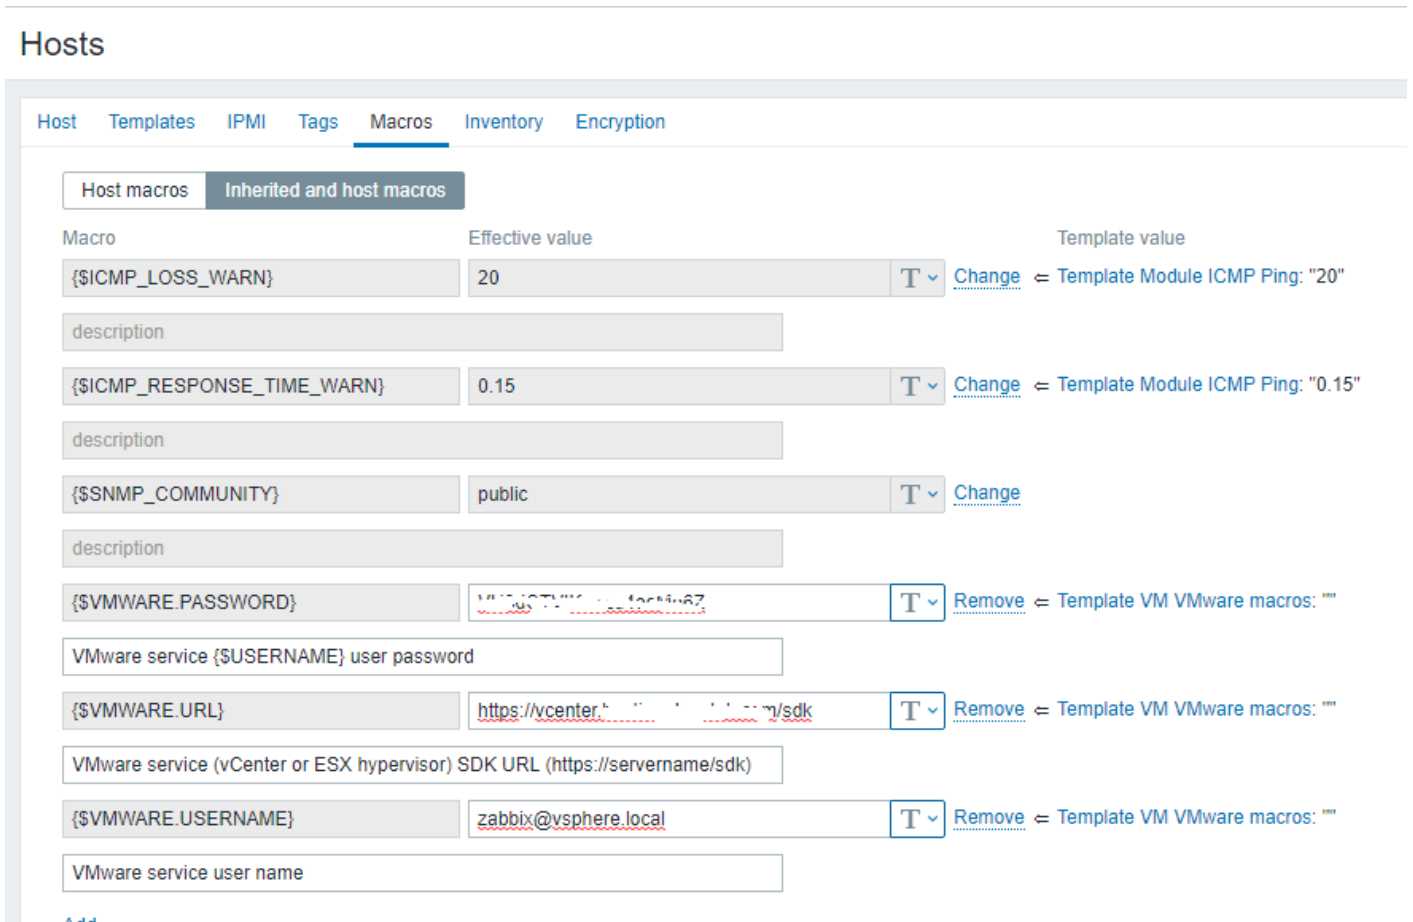 Hosts
Host Templates IPMI Tags Macros Inventory Encryption
Host macros Inherited and host macros
Macro Effective value Template value
{$ICMP_LOSS_WARN} 20 T Change ⇐ Template Module ICMP Ping: "20"
description
{$ICMP_RESPONSE_TIME_WARN} 0.15 T Change ⇐ Template Module ICMP Ping: "0.15"
description
{$SNMP_COMMUNITY} public T Change
description
{$VMWARE.PASSWORD} T Remove ⇐ Template VM VMware macros: ""
VMware service {$USERNAME} user password
{$VMWARE.URL} https://vcenter. m/sdk T Remove ⇐ Template VM VMware macros: ""
VMware service (vCenter or ESX hypervisor) SDK URL (https://servername/sdk)
{$VMWARE.USERNAME} zabbix@vsphere.local T Remove ⇐ Template VM VMware macros: ""
VMware service user name